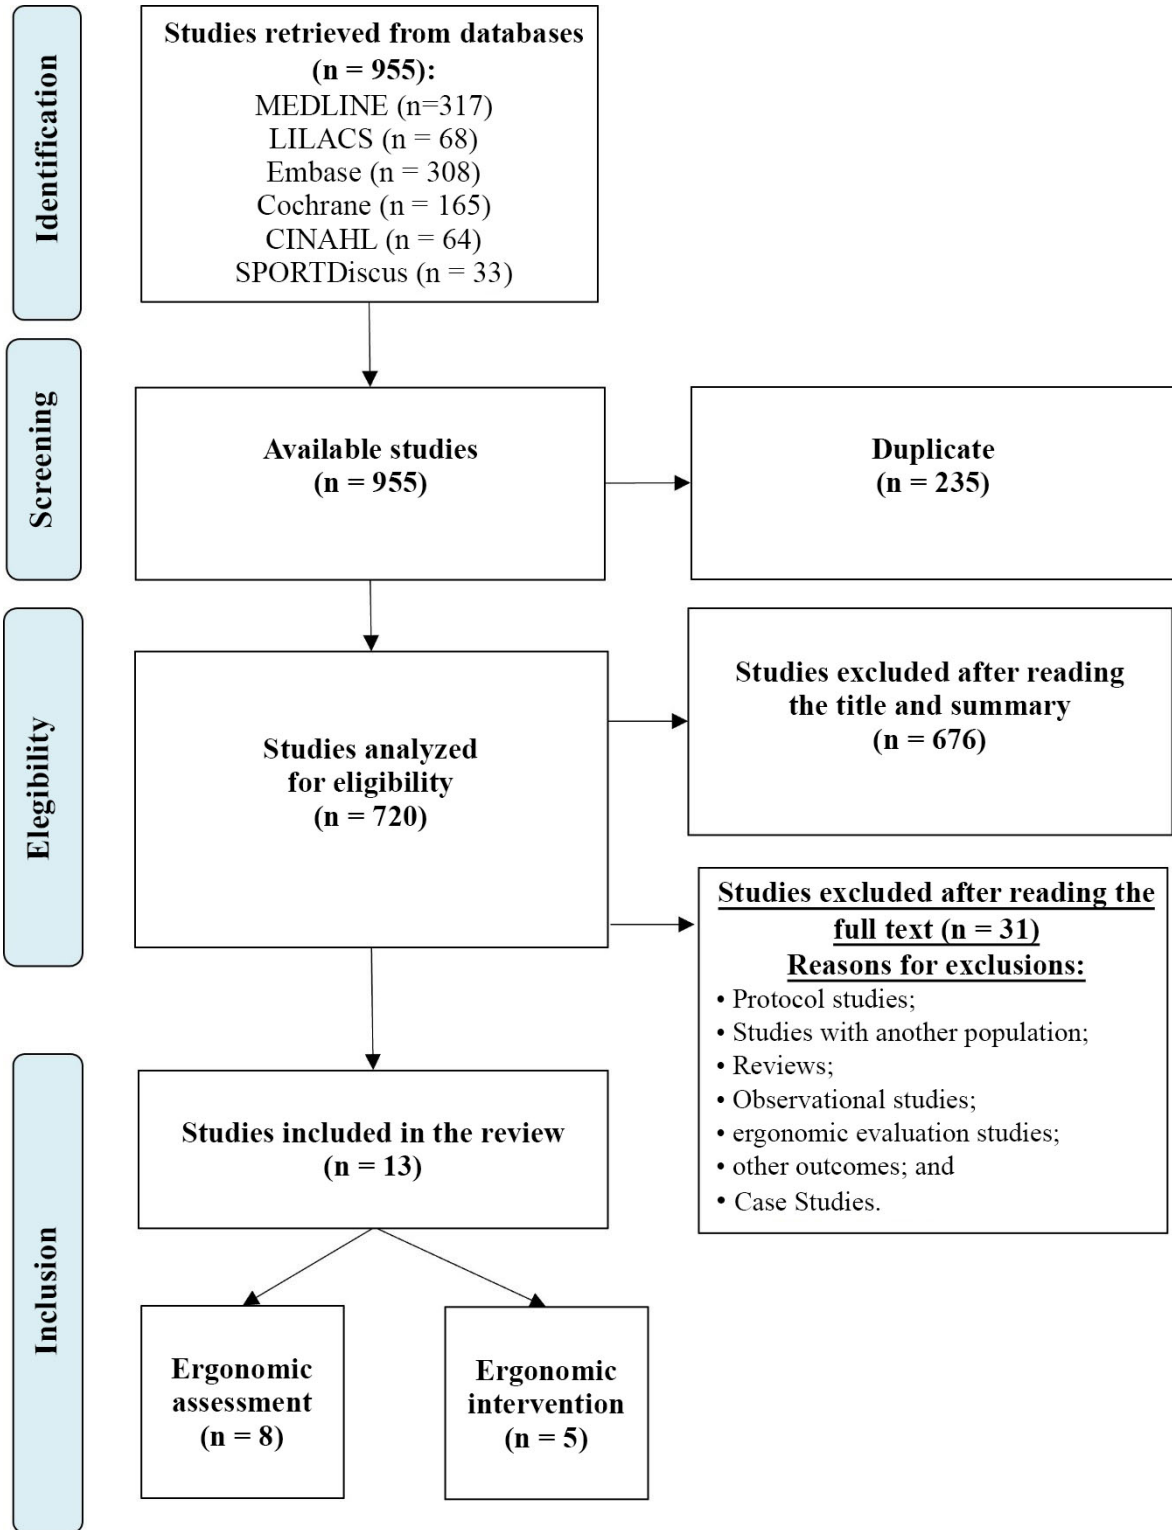 Identification
Studies retrieved from databases
(n = 955):
MEDLINE (n=317)
LILACS (n = 68)
Embase (n = 308)
Cochrane (n = 165)
CINAHL (n = 64)
SPORTDiscus (n = 33)
Screening
Available studies
(n = 955)
Duplicate
(n = 235)
Elegibility
Studies analyzed
for eligibility
(n = 720)
Studies excluded after reading
the title and summary
(n = 676)
Studies excluded after reading the
full text (n = 31)
Reasons for exclusions:
• Protocol studies;
• Studies with another population;
• Reviews;
• Observational studies;
• ergonomic evaluation studies;
• other outcomes; and
• Case Studies.
Inclusion
Studies included in the review
(n = 13)
Ergonomic
assessment
(n = 8)
Ergonomic
intervention
(n = 5)